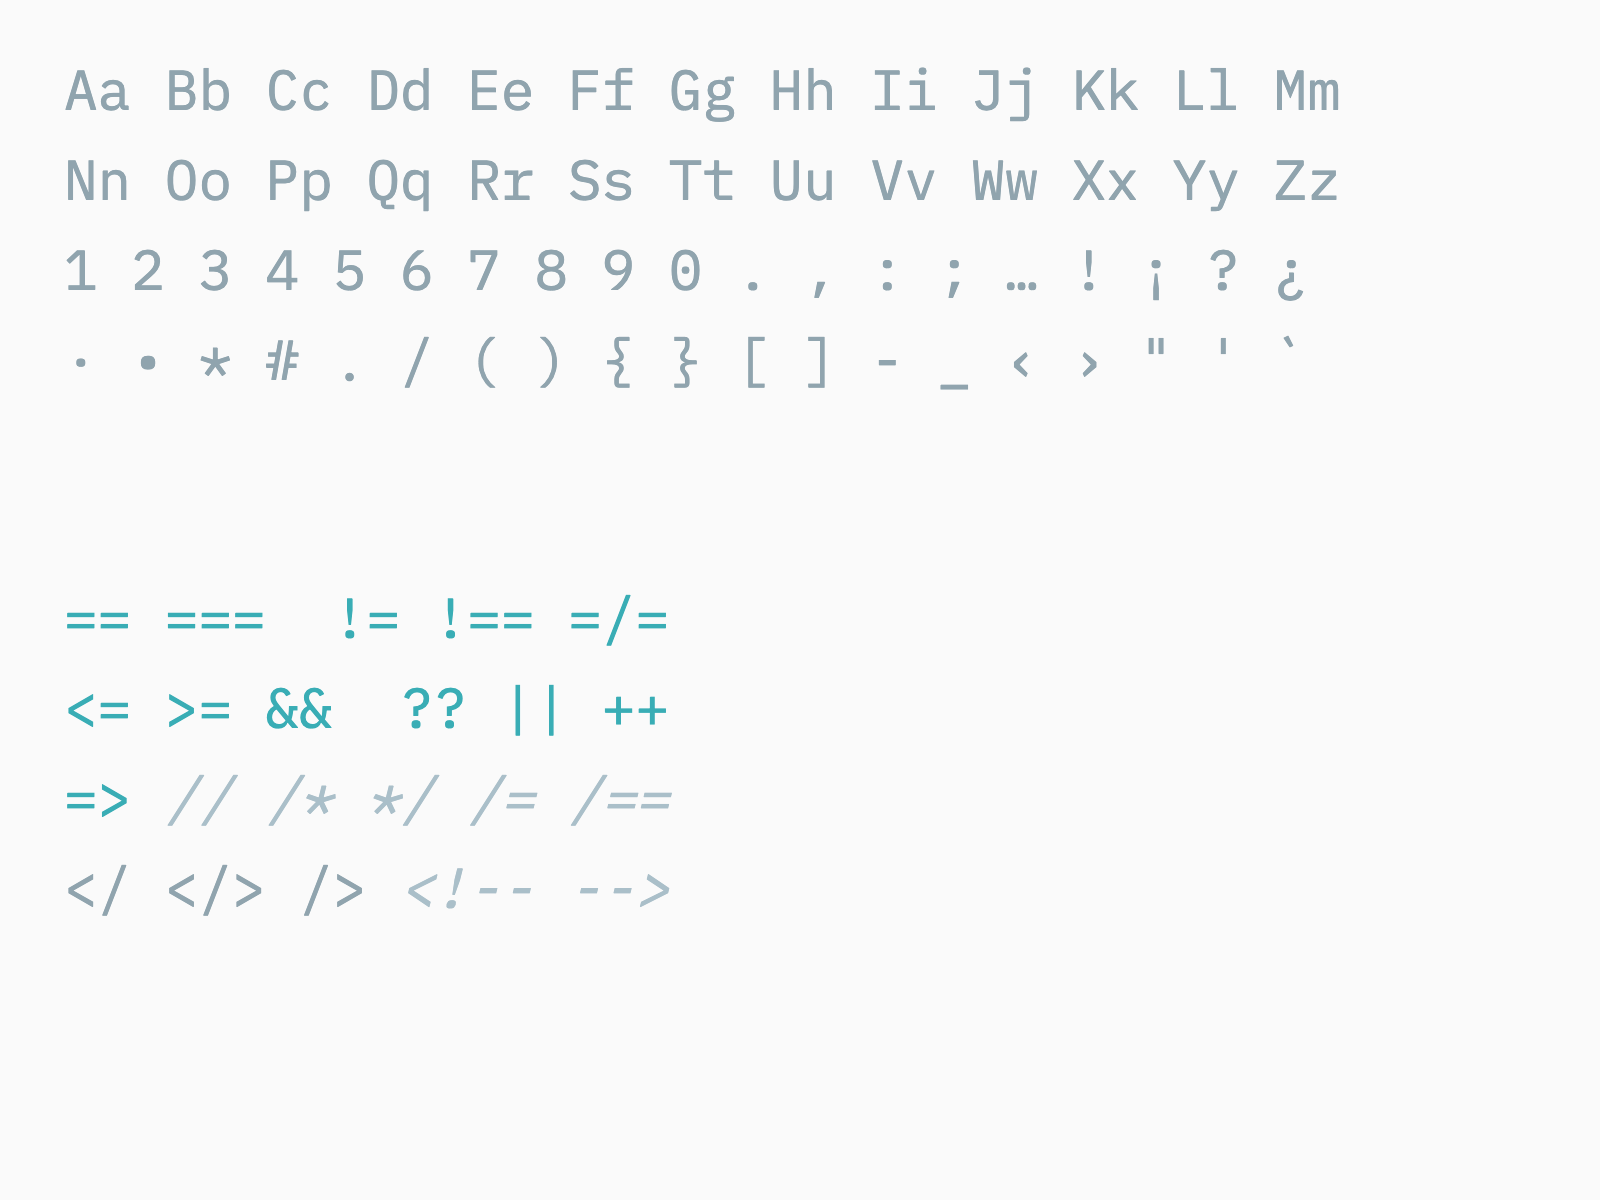 Aa Bb Cc Dd Ee Ff Gg Hh Ii Jj Kk Ll Mm
Nn Oo Pp Qq Rr Ss Tt Uu Vv Ww Xx Yy Zz
1 2 3 4 5 6 7 8 9 0 . , : ; … ! ¡ ? ¿
· • * # . / ( ) { } [ ] - _ ‹ › " ' `
== ===  != !== =/=
<= >= &&  ?? || ++
=> // /* */ /= /==
</ </> /> <!-- -->